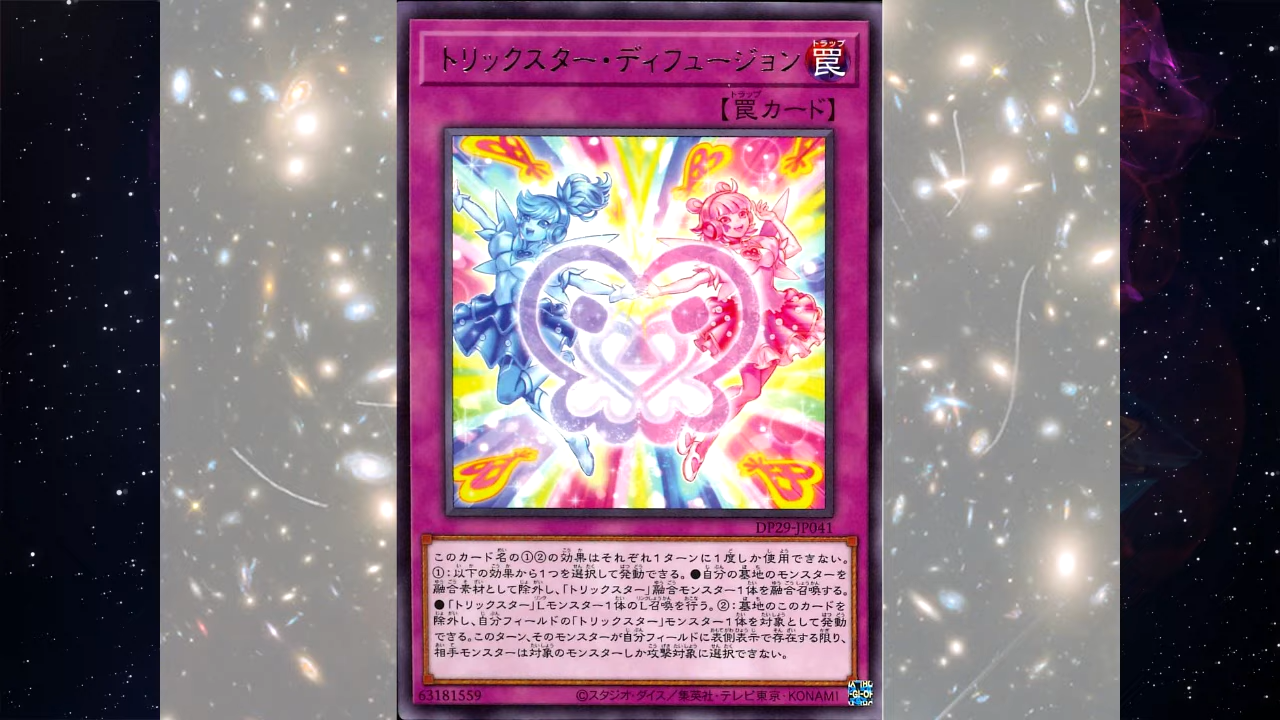 トリックスター・ディフュージョン
トラップ
罠
トラップ
【罠カード】
DP29-JP041
このカード名の①②の効果はそれぞれ1ターンに1度しか使用できない。
①：以下の効果から1つを選択して発動できる。●自分の墓地のモンスターを
融合素材として除外し、「トリックスター」融合モンスター1体を融合召喚する。
●「トリックスター」Lモンスター1体のL召喚を行う。②：墓地のこのカードを
除外し、自分フィールドの「トリックスター」モンスター1体を対象として発動
できる。このターン、そのモンスターが自分フィールドに表側表示で存在する限り、
相手モンスターは対象のモンスターしか攻撃対象に選択できない。
63181559
©スタジオ・ダイス／集英社・テレビ東京・KONAMI